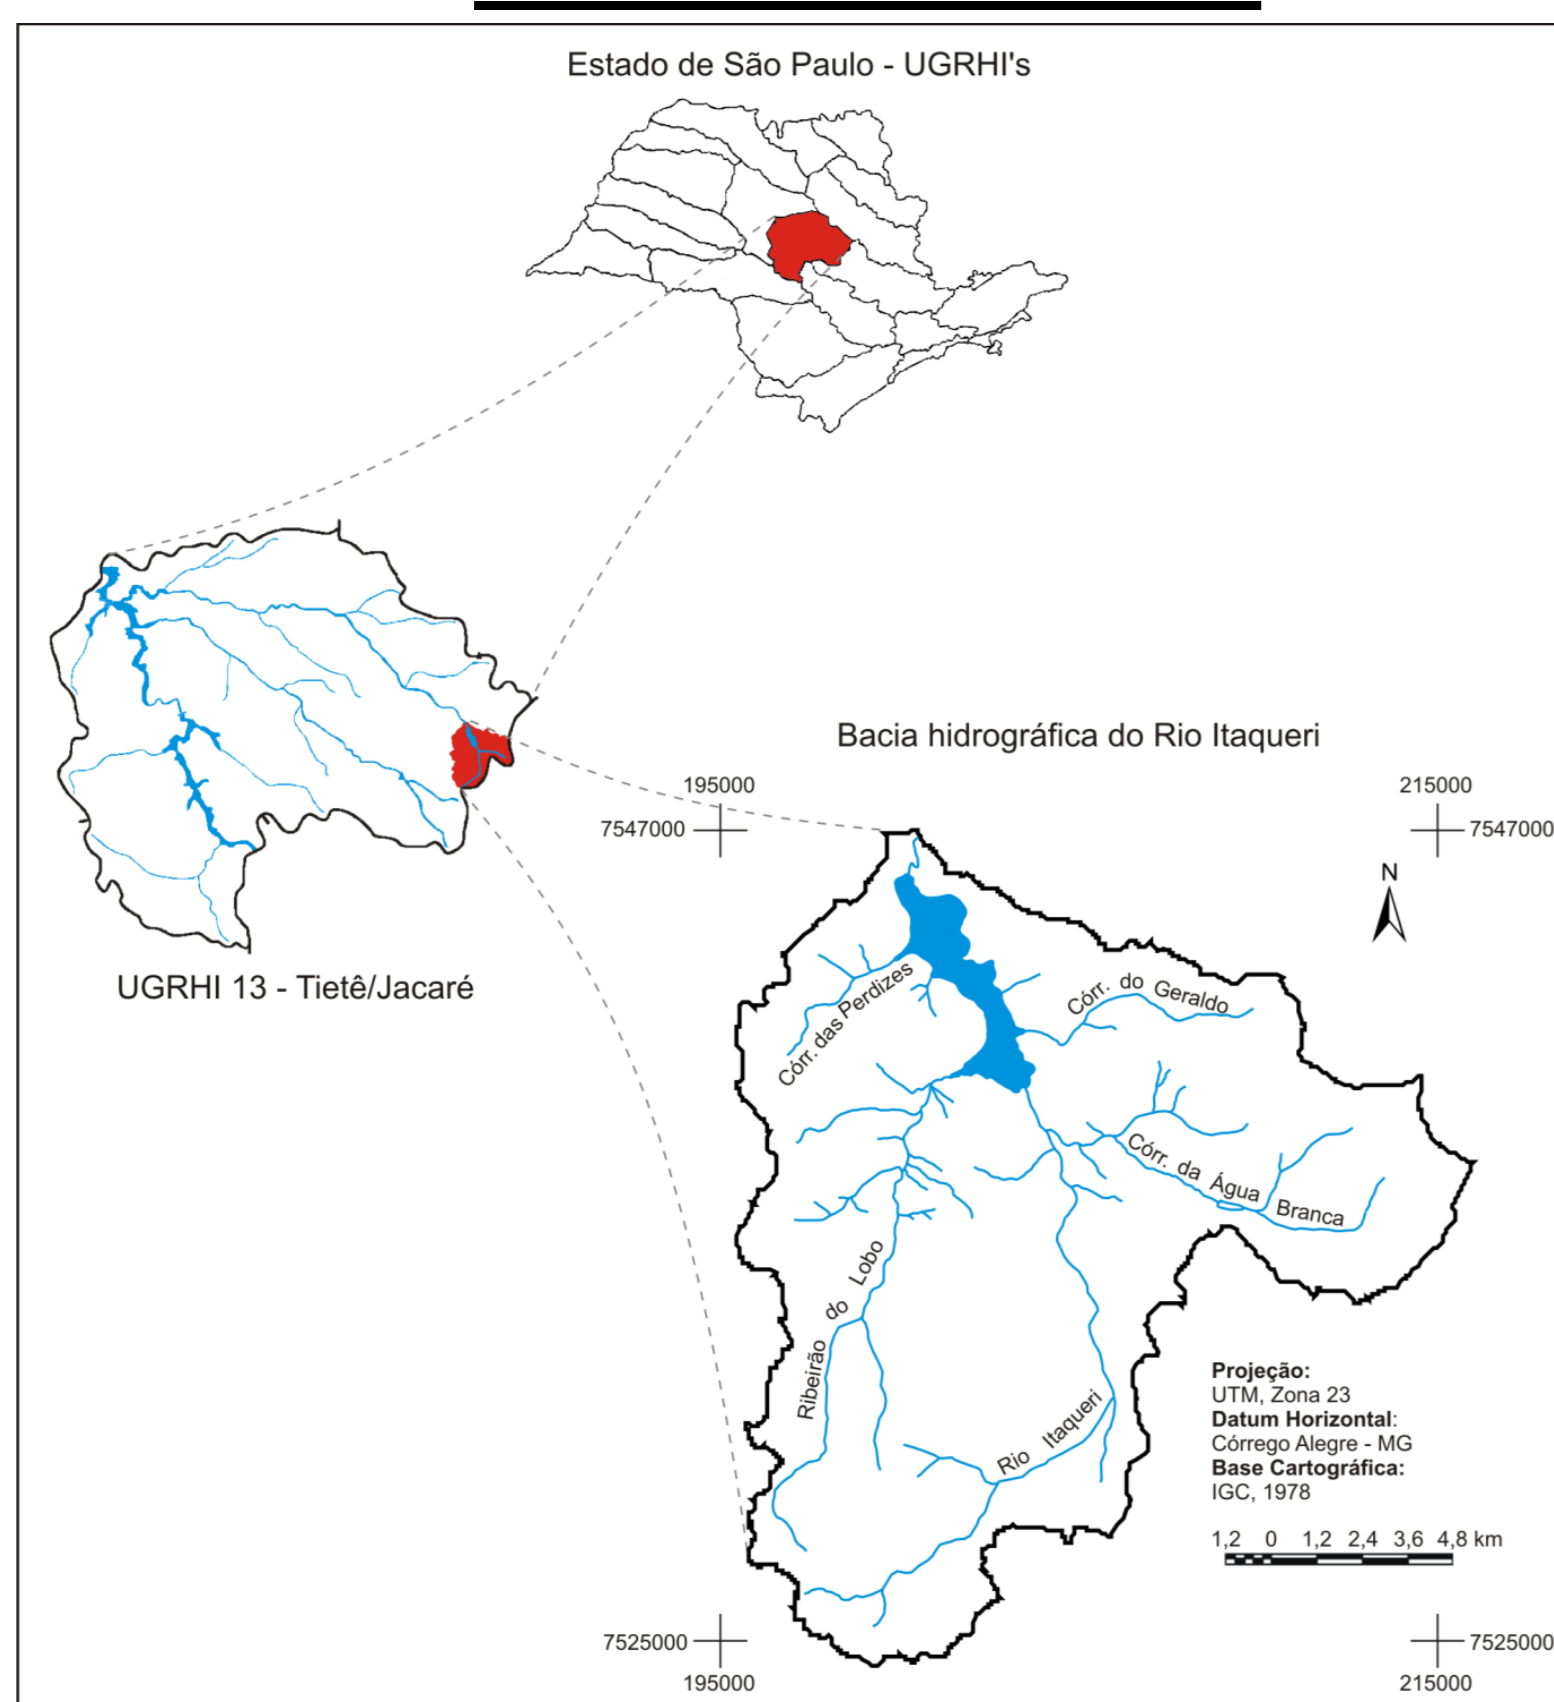 Estado de São Paulo - UGRHI's
UGRHI 13 - Tietê/Jacaré
Bacia hidrográfica do Rio Itaqueri
195000
215000
7547000
7547000
N
Córr. das Perdizes
Córr. do Geraldo
Córr. da Água Branca
Ribeirão do Lobo
Rio Itaqueri
Projeção:
UTM, Zona 23
Datum Horizontal:
Córrego Alegre - MG
Base Cartográfica:
IGC, 1978
1,2 0 1,2 2,4 3,6 4,8 km
7525000
7525000
195000
215000